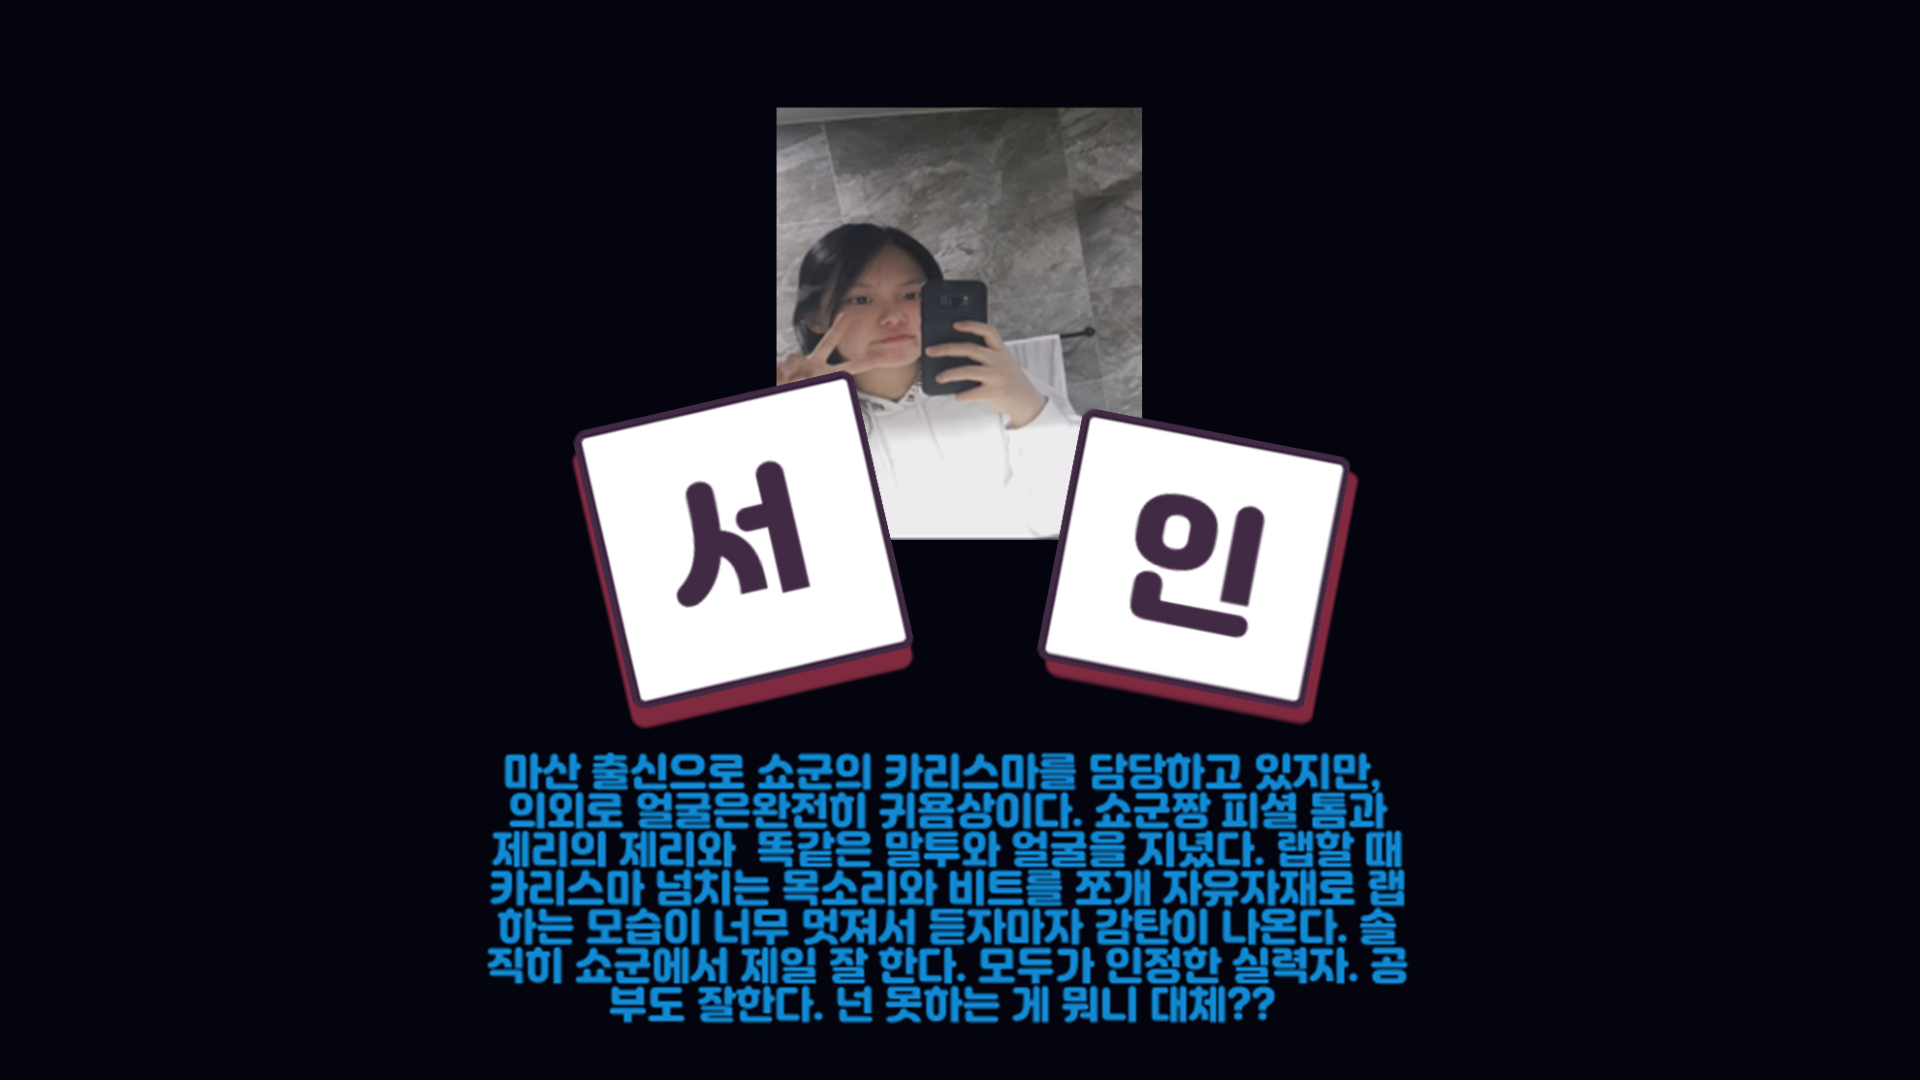 서
인
마산 출신으로 쇼군의 카리스마를 담당하고 있지만,
의외로 얼굴은완전히 귀욤상이다. 쇼군짱 피셜 톰과
제리의 제리와  똑같은 말투와 얼굴을 지녔다. 랩할 때
카리스마 넘치는 목소리와 비트를 쪼개 자유자재로 랩
하는 모습이 너무 멋져서 듣자마자 감탄이 나온다. 솔
직히 쇼군에서 제일 잘 한다. 모두가 인정한 실력자. 공
부도 잘한다. 넌 못하는 게 뭐니 대체??